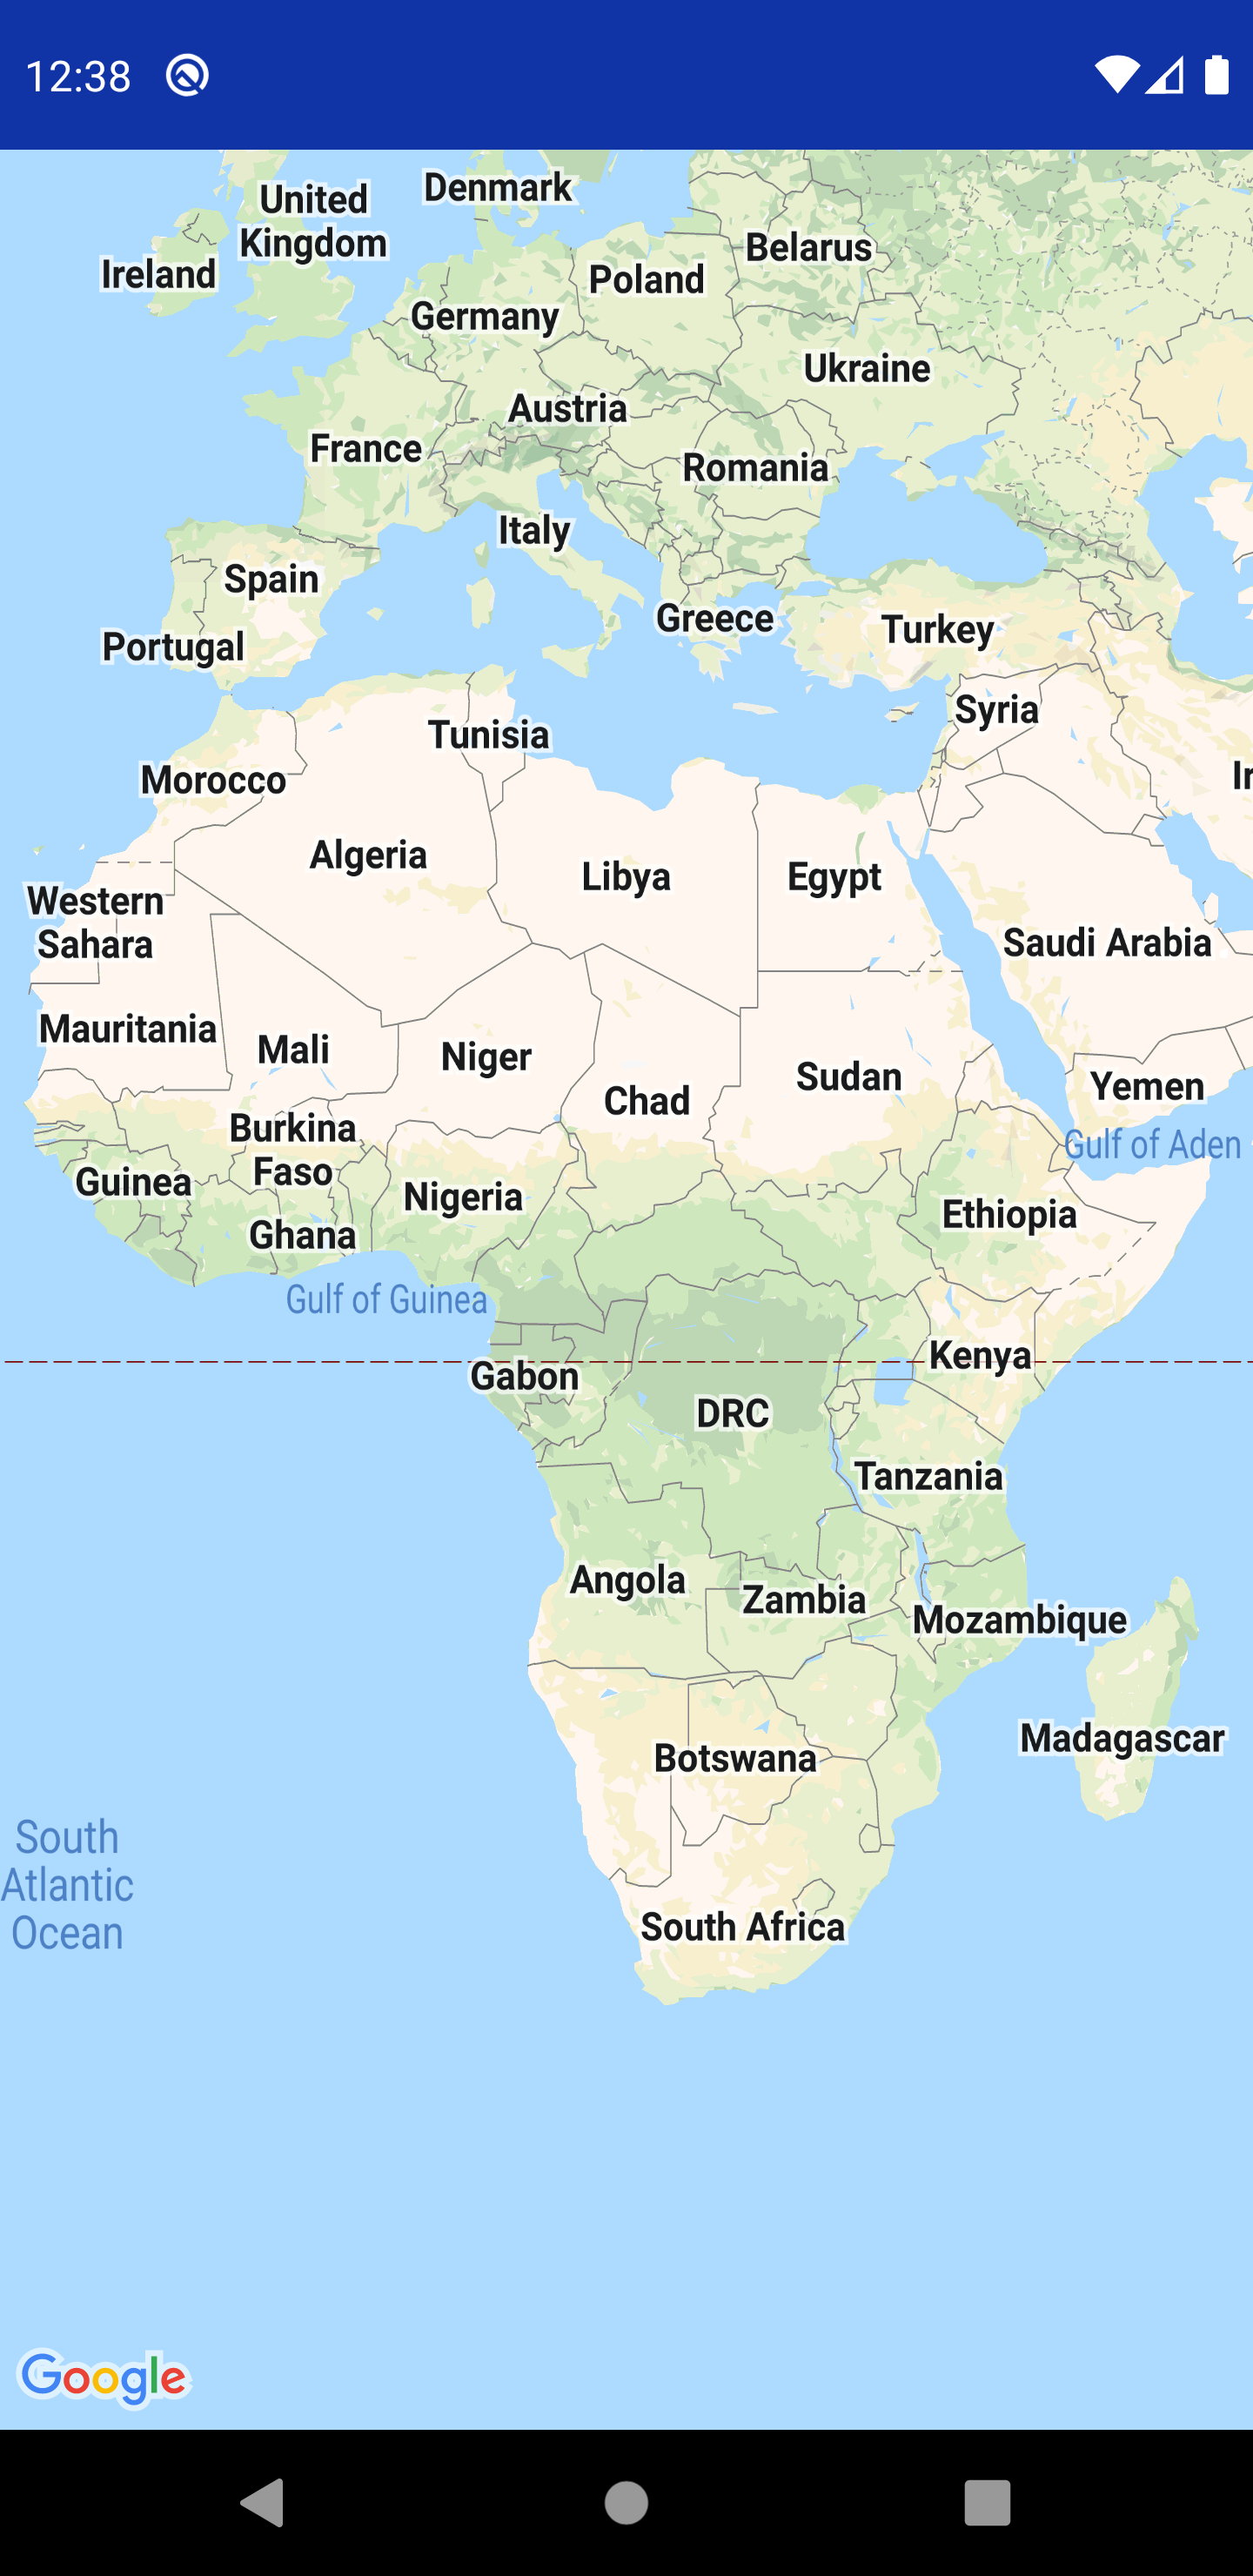 12:38
Denmark
United
Kingdom
Ireland
Belarus
Poland
Germany
Ukraine
Austria
France
Romania
Italy
Spain
Greece
Turkey
Portugal
Syria
Tunisia
Morocco
Ir
Algeria
Libya
Egypt
Western
Sahara
Saudi Arabia
Mauritania
Mali
Niger
Sudan
Chad
Yemen
Burkina
Faso
Gulf of Aden
Guinea
Nigeria
Ethiopia
Ghana
Gulf of Guinea
Kenya
Gabon
DRC
Tanzania
Angola
Zambia
Mozambique
Madagascar
Botswana
South
Atlantic
Ocean
South Africa
Google